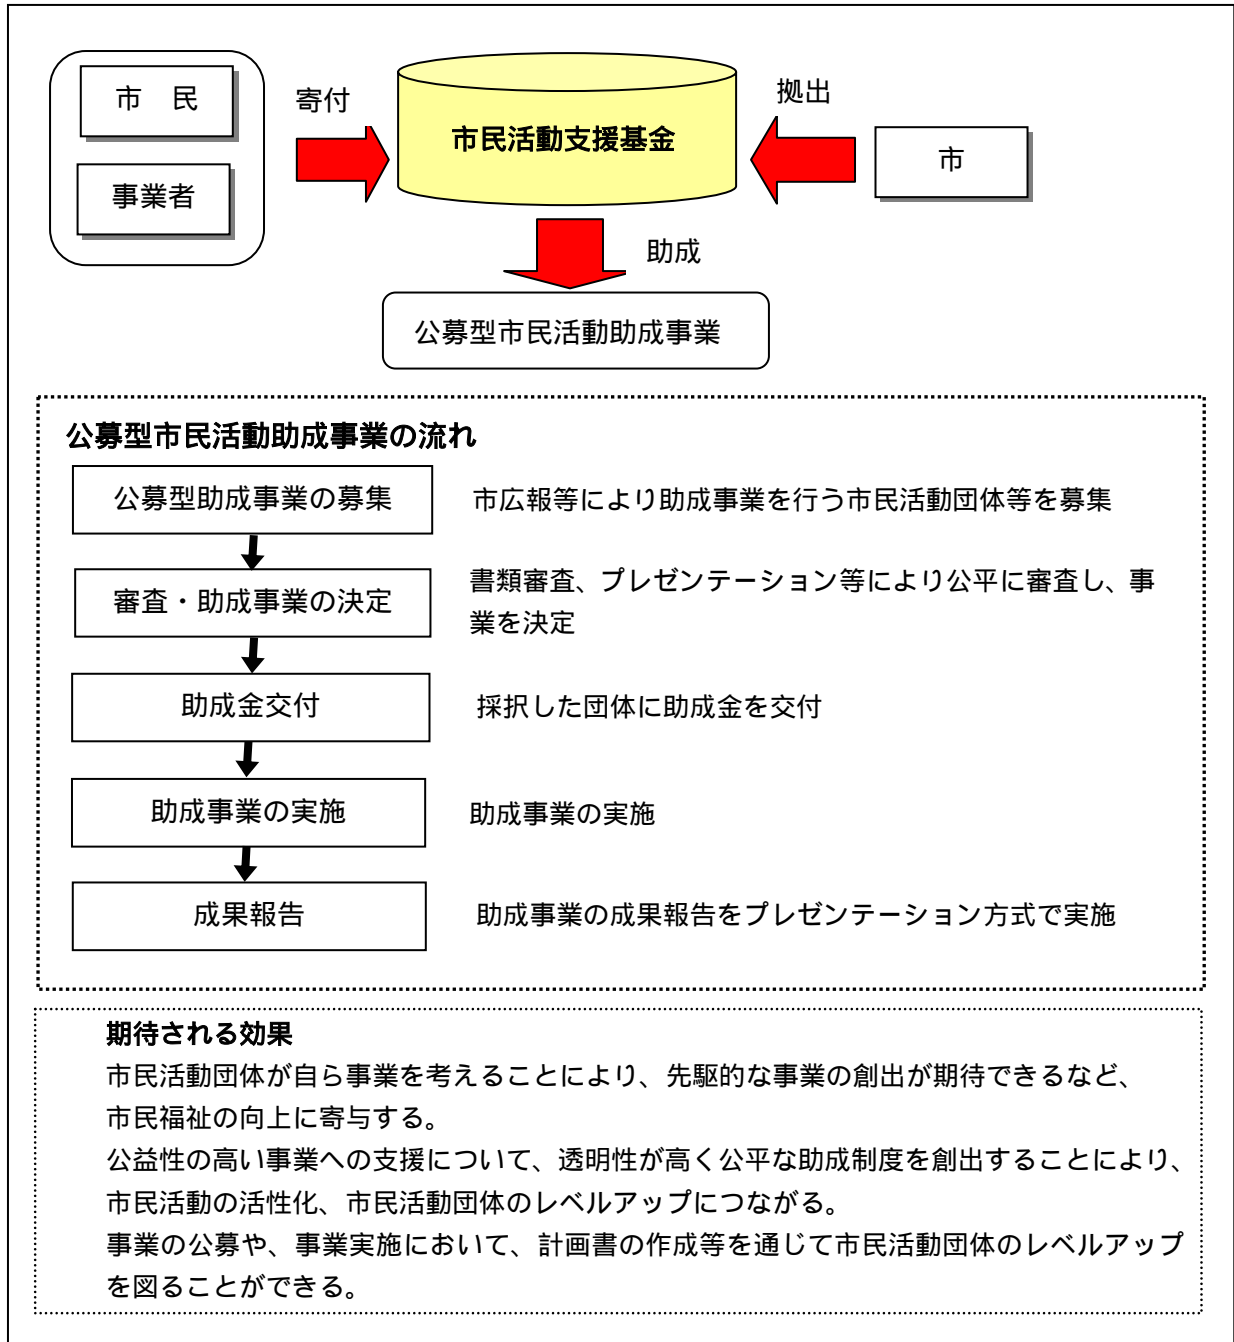 市　民
寄付
拠出
市民活動支援基金
市
事業者
助成
公募型市民活動助成事業
公募型市民活動助成事業の流れ
公募型助成事業の募集
市広報等により助成事業を行う市民活動団体等を募集
審査・助成事業の決定
書類審査、プレゼンテーション等により公平に審査し、事
業を決定
助成金交付
採択した団体に助成金を交付
助成事業の実施
助成事業の実施
成果報告
助成事業の成果報告をプレゼンテーション方式で実施
期待される効果
市民活動団体が自ら事業を考えることにより、先駆的な事業の創出が期待できるなど、
市民福祉の向上に寄与する。
公益性の高い事業への支援について、透明性が高く公平な助成制度を創出することにより、
市民活動の活性化、市民活動団体のレベルアップにつながる。
事業の公募や、事業実施において、計画書の作成等を通じて市民活動団体のレベルアップ
を図ることができる。